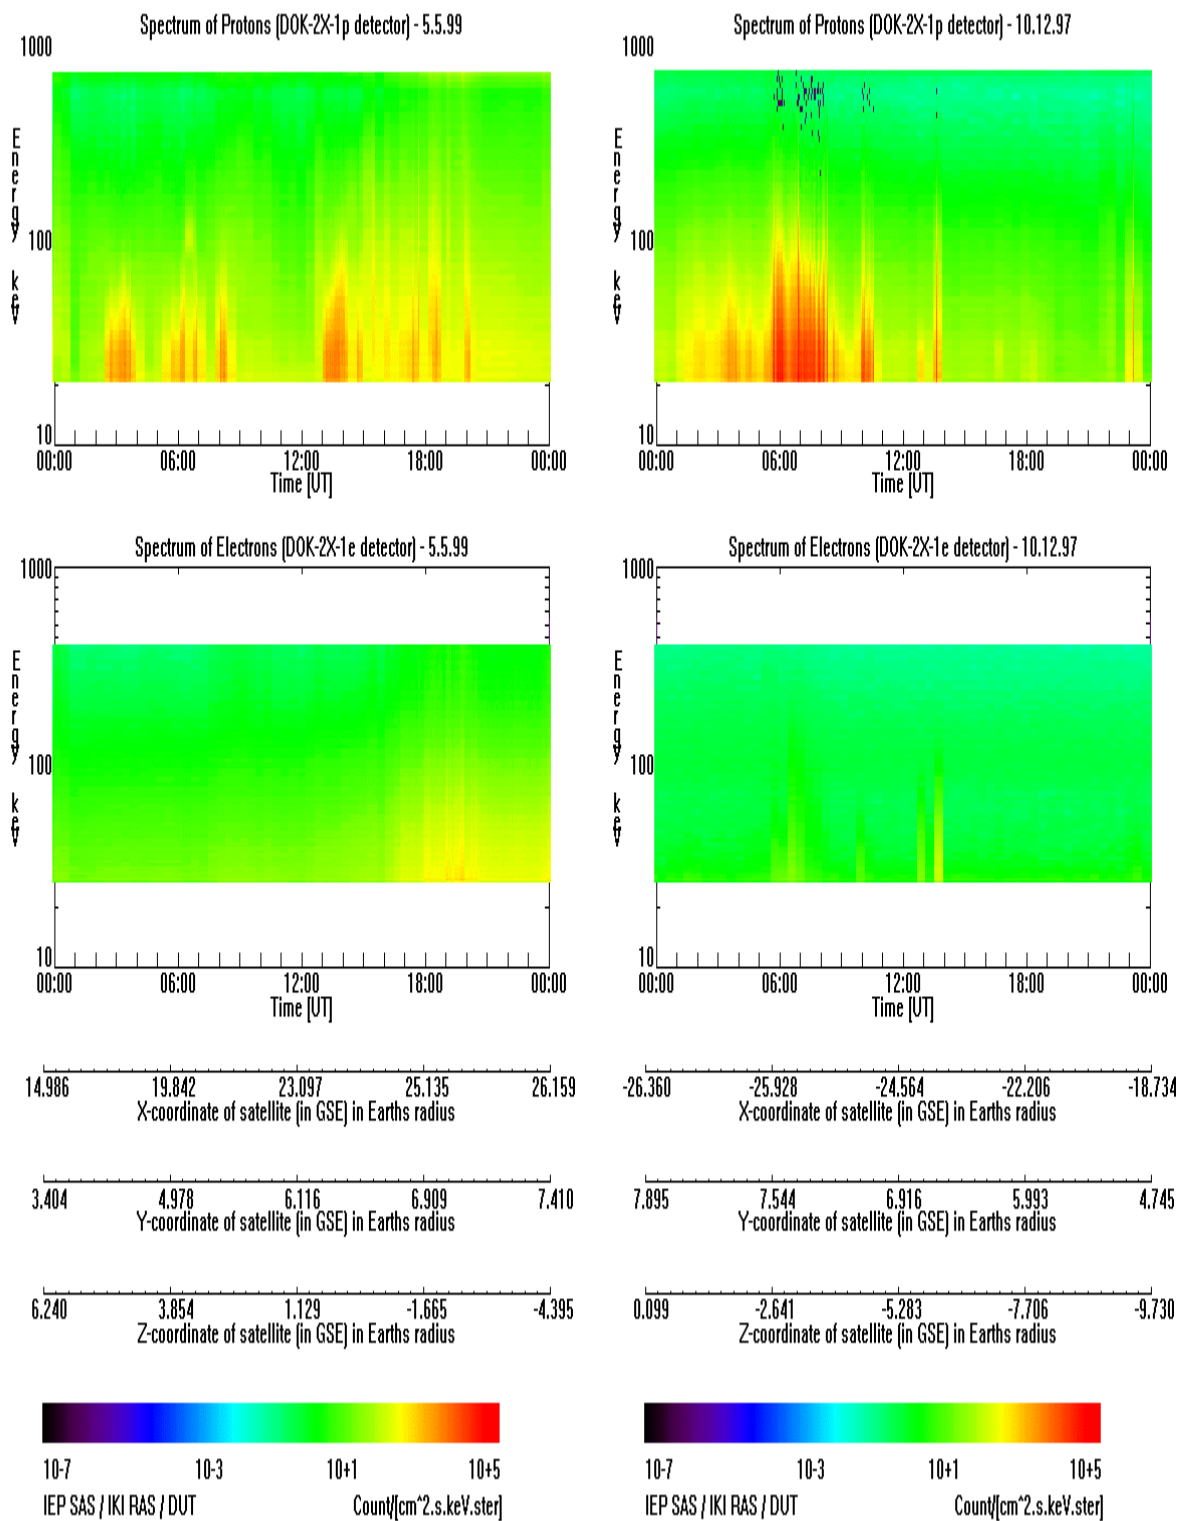 Spectrum of Protons (DOK-2X-1p detector) - 5.5.99
1000
100
10
Energy keV
00:00 06:00 12:00 18:00 00:00
Time [UT]
Spectrum of Protons (DOK-2X-1p detector) - 10.12.97
1000
100
10
Energy keV
00:00 06:00 12:00 18:00 00:00
Time [UT]
Spectrum of Electrons (DOK-2X-1e detector) - 5.5.99
1000
100
10
Energy keV
00:00 06:00 12:00 18:00 00:00
Time [UT]
Spectrum of Electrons (DOK-2X-1e detector) - 10.12.97
1000
100
10
Energy keV
00:00 06:00 12:00 18:00 00:00
Time [UT]
14.986 19.842 23.097 25.135 26.159
X-coordinate of satellite (in GSE) in Earths radius
3.404 4.978 6.116 6.909 7.410
Y-coordinate of satellite (in GSE) in Earths radius
6.240 3.854 1.129 -1.665 -4.395
Z-coordinate of satellite (in GSE) in Earths radius
-26.360 -25.928 -24.564 -22.206 -18.734
X-coordinate of satellite (in GSE) in Earths radius
7.895 7.544 6.916 5.993 4.745
Y-coordinate of satellite (in GSE) in Earths radius
0.099 -2.641 -5.283 -7.706 -9.730
Z-coordinate of satellite (in GSE) in Earths radius
10-7 10-3 10+1 10+5
IEP SAS / IKI RAS / DUT Count/[cm^2.s.keV.ster]
10-7 10-3 10+1 10+5
IEP SAS / IKI RAS / DUT Count/[cm^2.s.keV.ster]